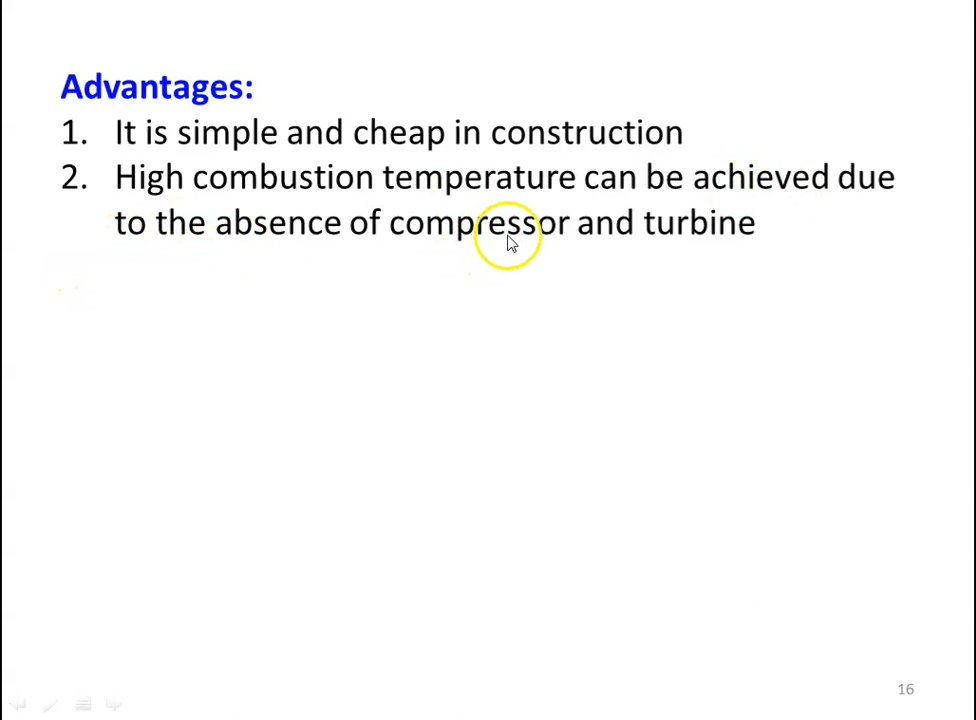 Advantages:
1. It is simple and cheap in construction
2. High combustion temperature can be achieved due
to the absence of compressor and turbine
16